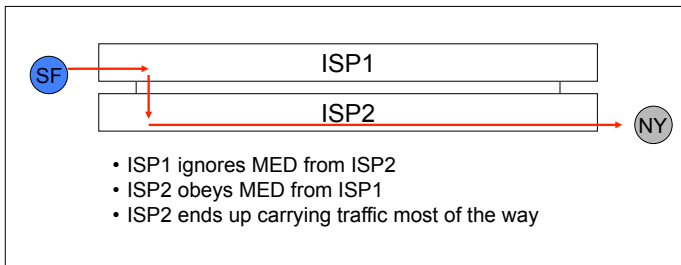 ISP1
SF
ISP2
NY
• ISP1 ignores MED from ISP2
• ISP2 obeys MED from ISP1
• ISP2 ends up carrying traffic most of the way